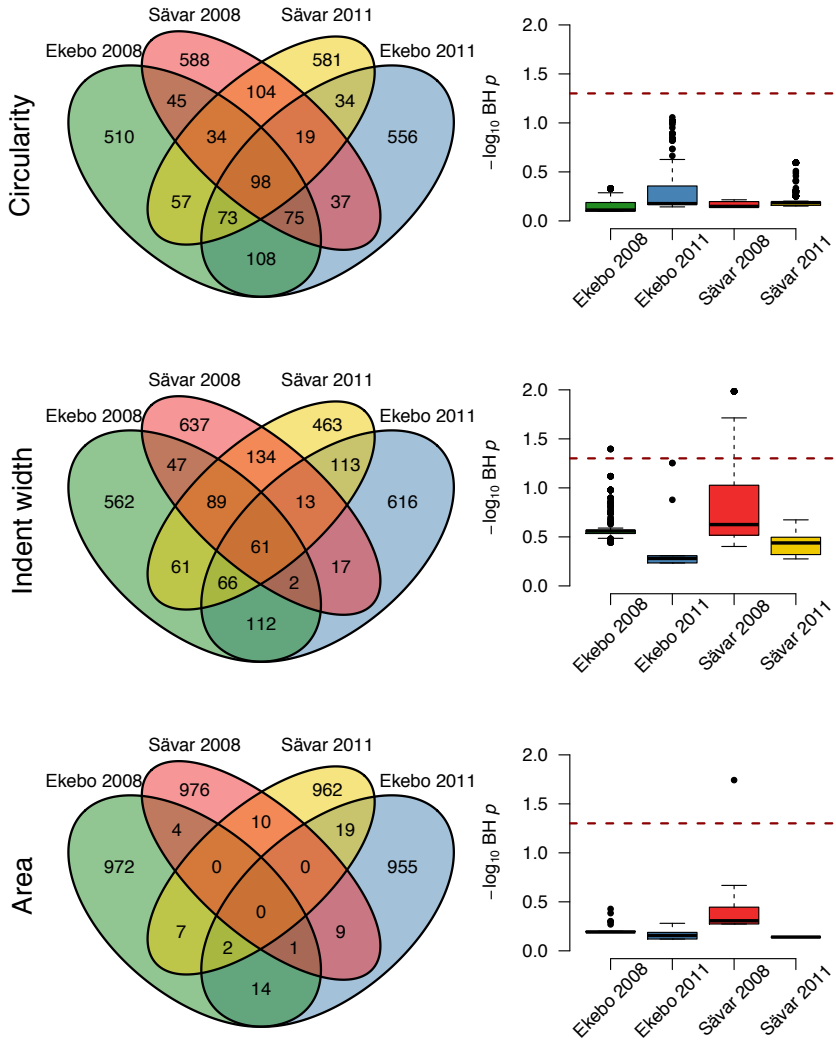 Circularity
Sävar 2008
Sävar 2011
Ekebo 2008
Ekebo 2011
588
581
45
104
34
510
34
19
556
98
57
73
75
37
108
−log10 BH p
2.0
1.5
1.0
0.5
0.0
Ekebo 2008
Ekebo 2011
Sävar 2008
Sävar 2011
Indent width
Sävar 2008
Sävar 2011
Ekebo 2008
Ekebo 2011
637
463
47
134
113
562
89
13
616
61
61
66
2
17
112
−log10 BH p
2.0
1.5
1.0
0.5
0.0
Ekebo 2008
Ekebo 2011
Sävar 2008
Sävar 2011
Area
Sävar 2008
Sävar 2011
Ekebo 2008
Ekebo 2011
976
962
4
10
19
972
0
0
955
0
7
2
1
9
14
−log10 BH p
2.0
1.5
1.0
0.5
0.0
Ekebo 2008
Ekebo 2011
Sävar 2008
Sävar 2011